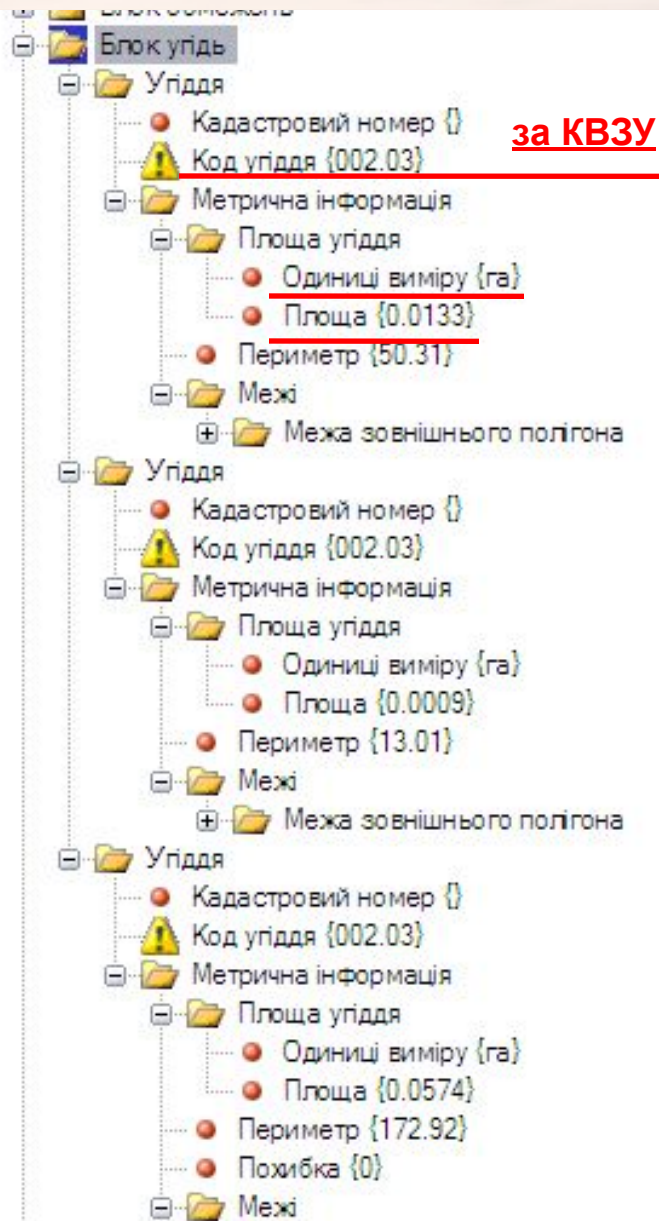 Блок угідь
Угіддя
Кадастровий номер {}
за КВЗУ
Код угіддя {002.03}
Метрична інформація
Площа угіддя
Одиниці виміру {га}
Площа {0.0133}
Периметр {50.31}
Межі
Межа зовнішнього полігона
Угіддя
Кадастровий номер {}
Код угіддя {002.03}
Метрична інформація
Площа угіддя
Одиниці виміру {га}
Площа {0.0009}
Периметр {13.01}
Межі
Межа зовнішнього полігона
Угіддя
Кадастровий номер {}
Код угіддя {002.03}
Метрична інформація
Площа угіддя
Одиниці виміру {га}
Площа {0.0574}
Периметр {172.92}
Похибка {0}
Межі